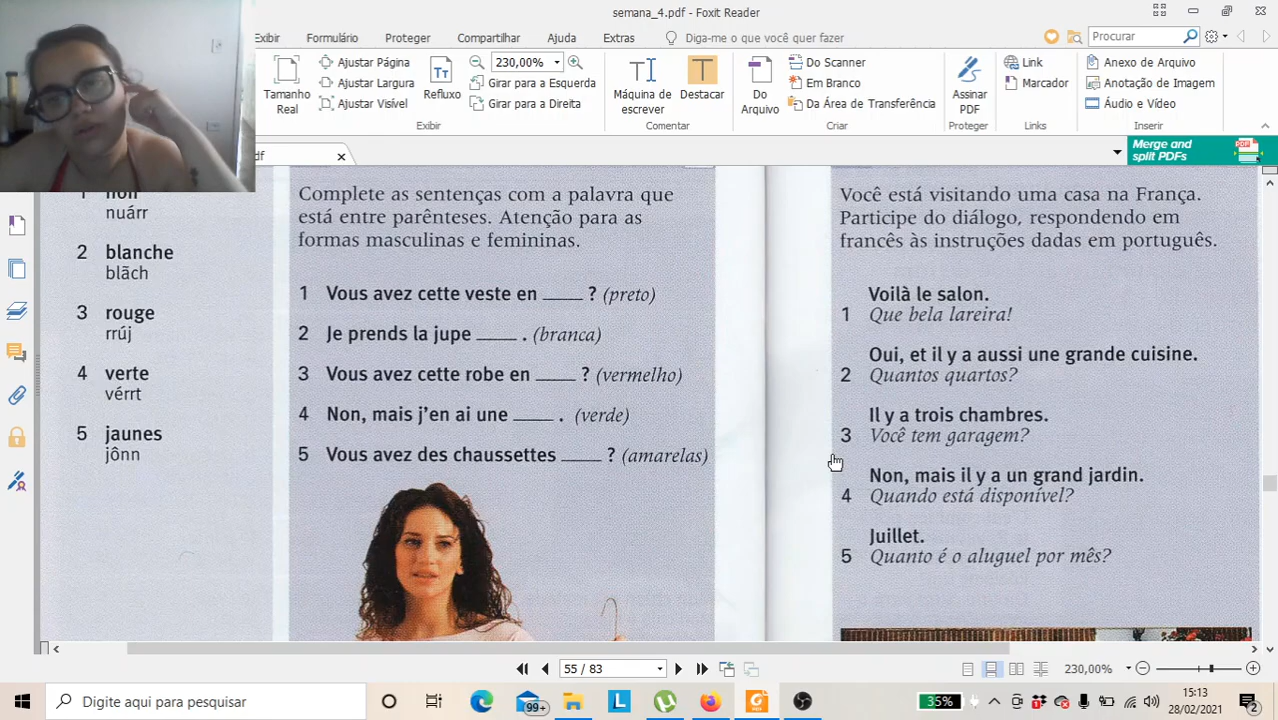 semana_4.pdf - Foxit Reader
Exibir
Formulário
Proteger
Compartilhar
Ajuda
Extras
Diga-me o que você quer fazer
Procurar
Tamanho Real
Ajustar Página
Ajustar Largura
Ajustar Visível
Refluxo
230,00%
Girar para a Esquerda
Girar para a Direita
Exibir
Máquina de escrever
Destacar
Comentar
Do Arquivo
Do Scanner
Em Branco
Da Área de Transferência
Criar
Assinar PDF
Proteger
Link
Marcador
Links
Anexo de Arquivo
Anotação de Imagem
Áudio e Vídeo
Inserir
df
Merge and
split PDFs
1 noir
nuárr
2 blanche
blãch
3 rouge
rrúj
4 verte
vérrt
5 jaunes
jônn
Complete as sentenças com a palavra que
está entre parênteses. Atenção para as
formas masculinas e femininas.
1 Vous avez cette veste en ____ ? (preto)
2 Je prends la jupe ____ . (branca)
3 Vous avez cette robe en ____ ? (vermelho)
4 Non, mais j'en ai une ____ . (verde)
5 Vous avez des chaussettes ____ ? (amarelas)
Você está visitando uma casa na França.
Participe do diálogo, respondendo em
francês às instruções dadas em português.
Voilà le salon.
1 Que bela lareira!
Oui, et il y a aussi une grande cuisine.
2 Quantos quartos?
Il y a trois chambres.
3 Você tem garagem?
Non, mais il y a un grand jardin.
4 Quando está disponível?
Juillet.
5 Quanto é o aluguel por mês?
55 / 83
230,00%
Digite aqui para pesquisar
99+
35%
15:13
28/02/2021
2